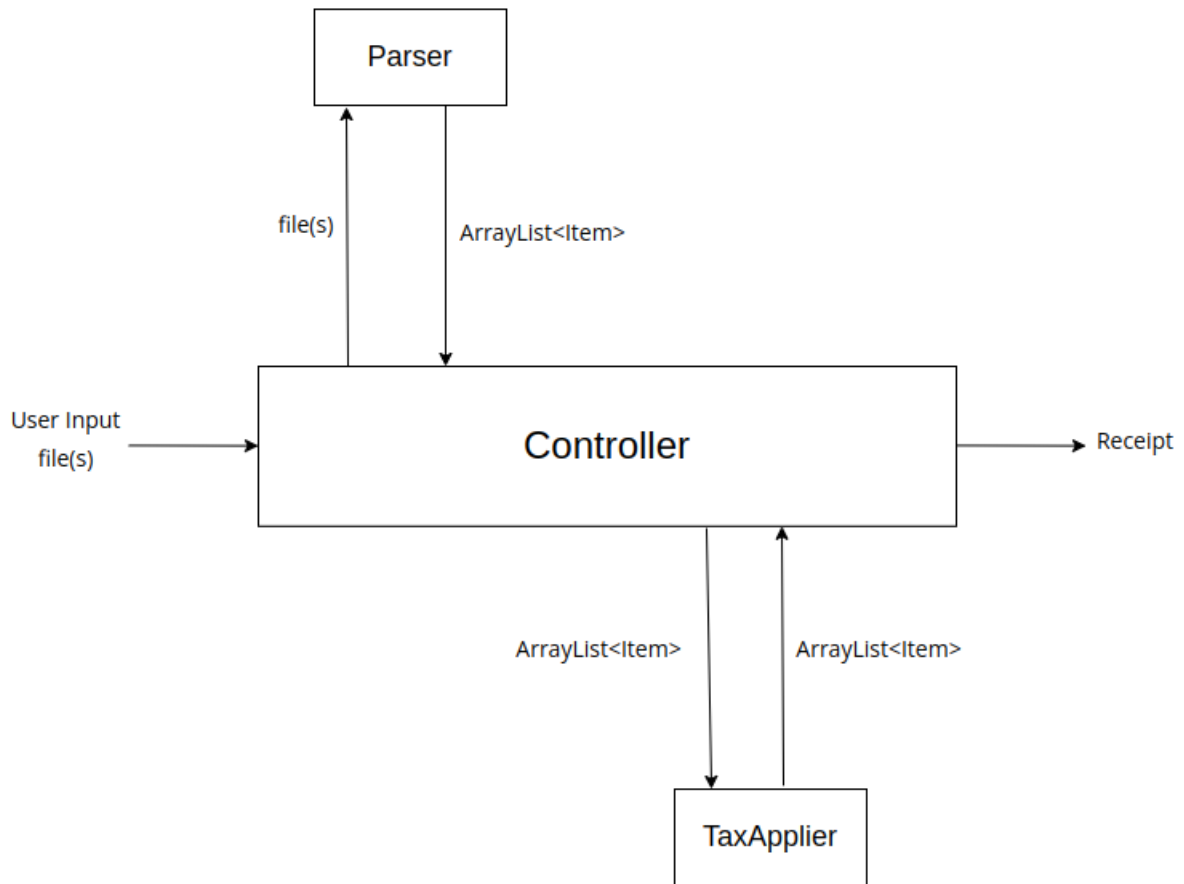 Parser
file(s)
ArrayList<Item>
User Input
file(s)
Controller
Receipt
ArrayList<Item>
ArrayList<Item>
TaxApplier